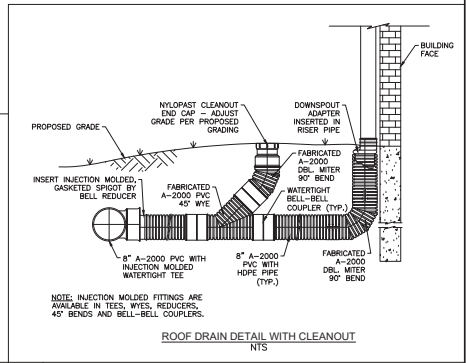 BUILDING
FACE
NYLOPAST CLEANOUT
END CAP – ADJUST
GRADE PER PROPOSED
GRADING
DOWNSPOUT
ADAPTER
INSERTED IN
RISER PIPE
PROPOSED GRADE
FABRICATED
A-2000
DBL. MITER
90° BEND
INSERT INJECTION MOLDED
GASKETED SPIGOT BY
BELL REDUCER
FABRICATED
A-2000 PVC
45° WYE
WATERTIGHT
BELL-BELL
COUPLER (TYP.)
8" A-2000 PVC WITH
INJECTION MOLDED
WATERTIGHT TEE
8" A-2000
PVC WITH
HDPE PIPE
(TYP.)
FABRICATED
A-2000
DBL. MITER
90° BEND
NOTE: INJECTION MOLDED FITTINGS ARE
AVAILABLE IN TEES, WYES, REDUCERS,
45° BENDS AND BELL-BELL COUPLERS.
ROOF DRAIN DETAIL WITH CLEANOUT
NTS